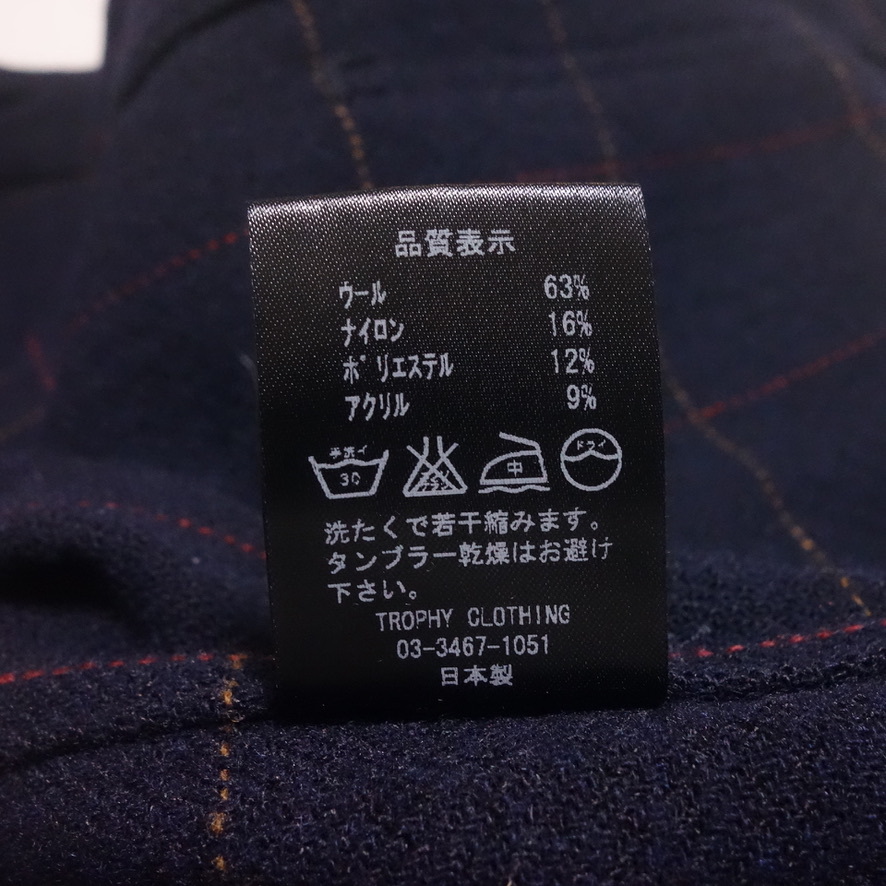 品質表示
ウール 63%
ナイロン 16%
ポリエステル 12%
アクリル 9%
手洗イ 30 中 ドライ
洗たくで若干縮みます。
タンブラー乾燥はお避け
下さい。
TROPHY CLOTHING
03-3467-1051
日本製